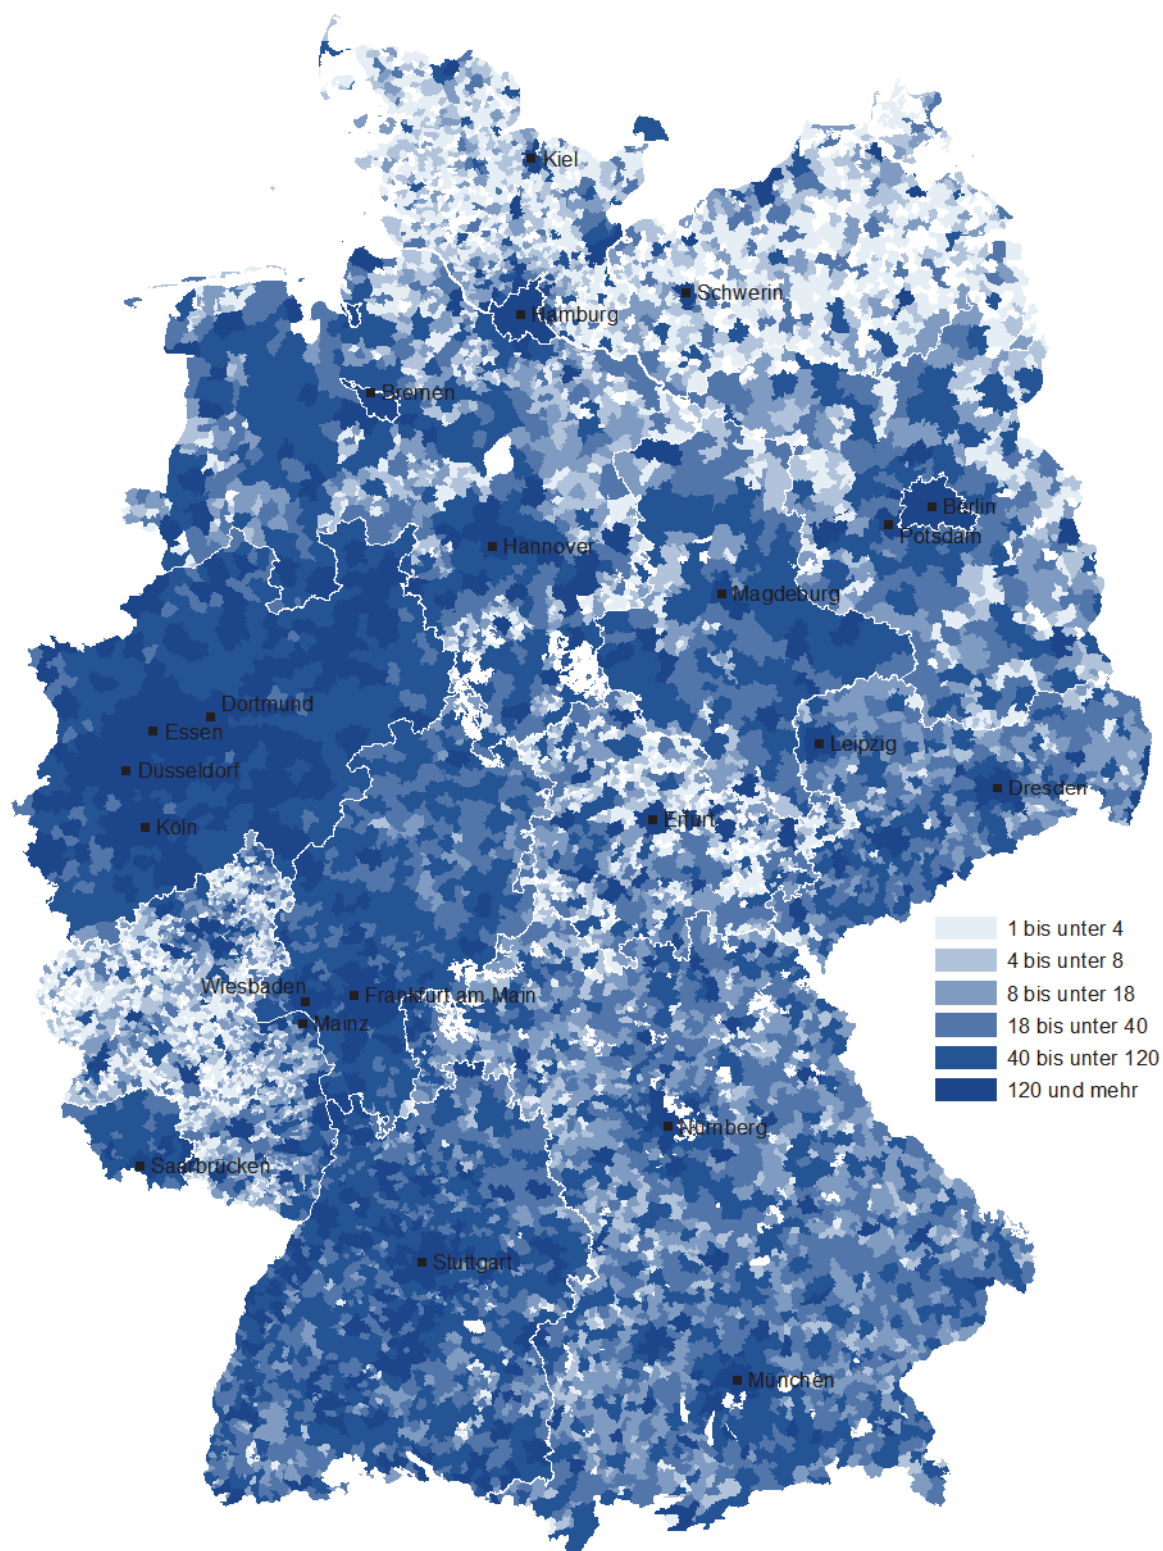 Kiel
Schwerin
Hamburg
Bremen
Berlin
Potsdam
Hannover
Magdeburg
Dortmund
Essen
Leipzig
Düsseldorf
Dresden
Köln
Erfurt
1 bis unter 4
4 bis unter 8
Wiesbaden
Frankfurt am Main
8 bis unter 18
Mainz
18 bis unter 40
40 bis unter 120
120 und mehr
Nürnberg
Saarbrücken
Stuttgart
München